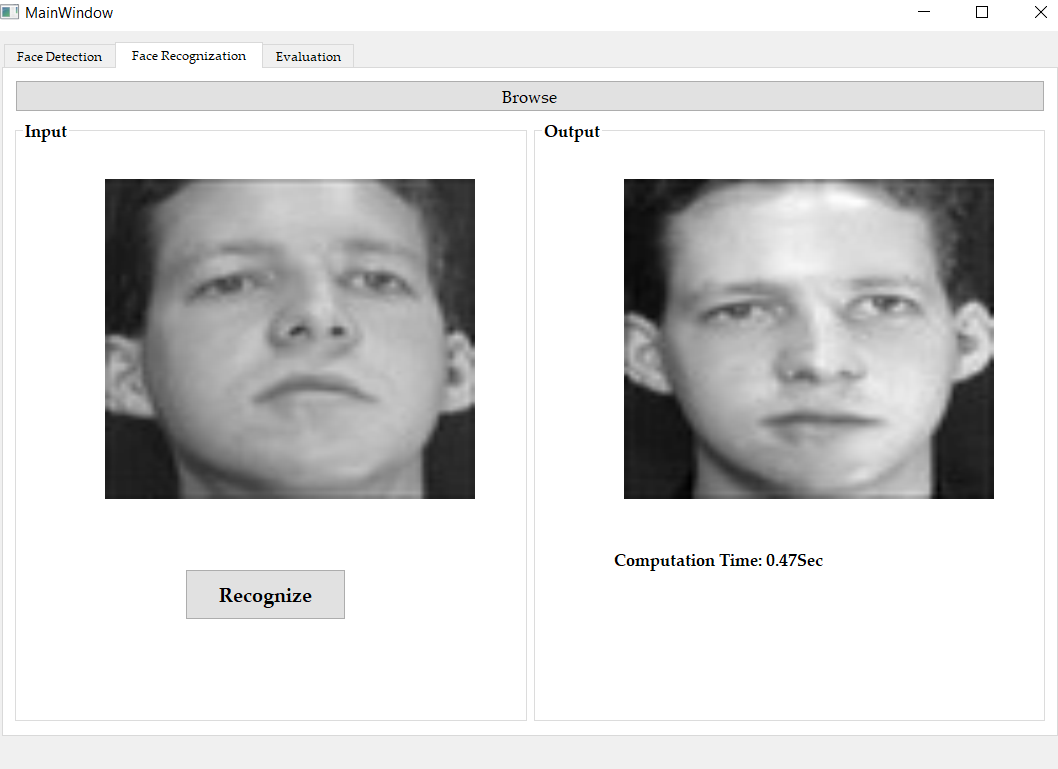 MainWindow
Face Detection
Face Recognization
Evaluation
Browse
Input
Output
Computation Time: 0.47Sec
Recognize